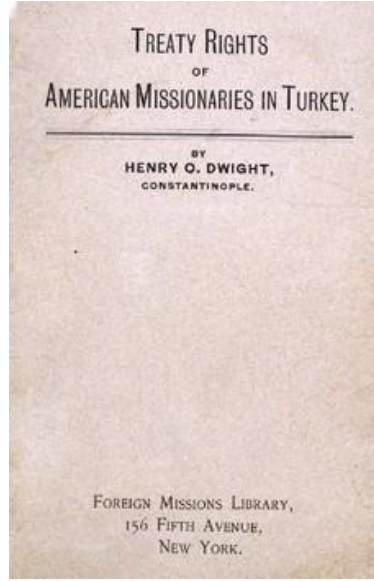 TREATY RIGHTS
OF
AMERICAN MISSIONARIES IN TURKEY.
BY
HENRY O. DWIGHT,
CONSTANTINOPLE.
FOREIGN MISSIONS LIBRARY,
156 FIFTH AVENUE,
NEW YORK.